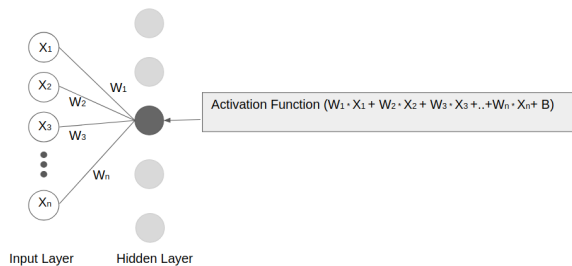 X₁
W₁
X₂
W₂
Activation Function (W₁*X₁ + W₂*X₂ + W₃*X₃ +..+Wₙ*Xₙ+ B)
X₃
W₃
Wₙ
Xₙ
Input Layer
Hidden Layer